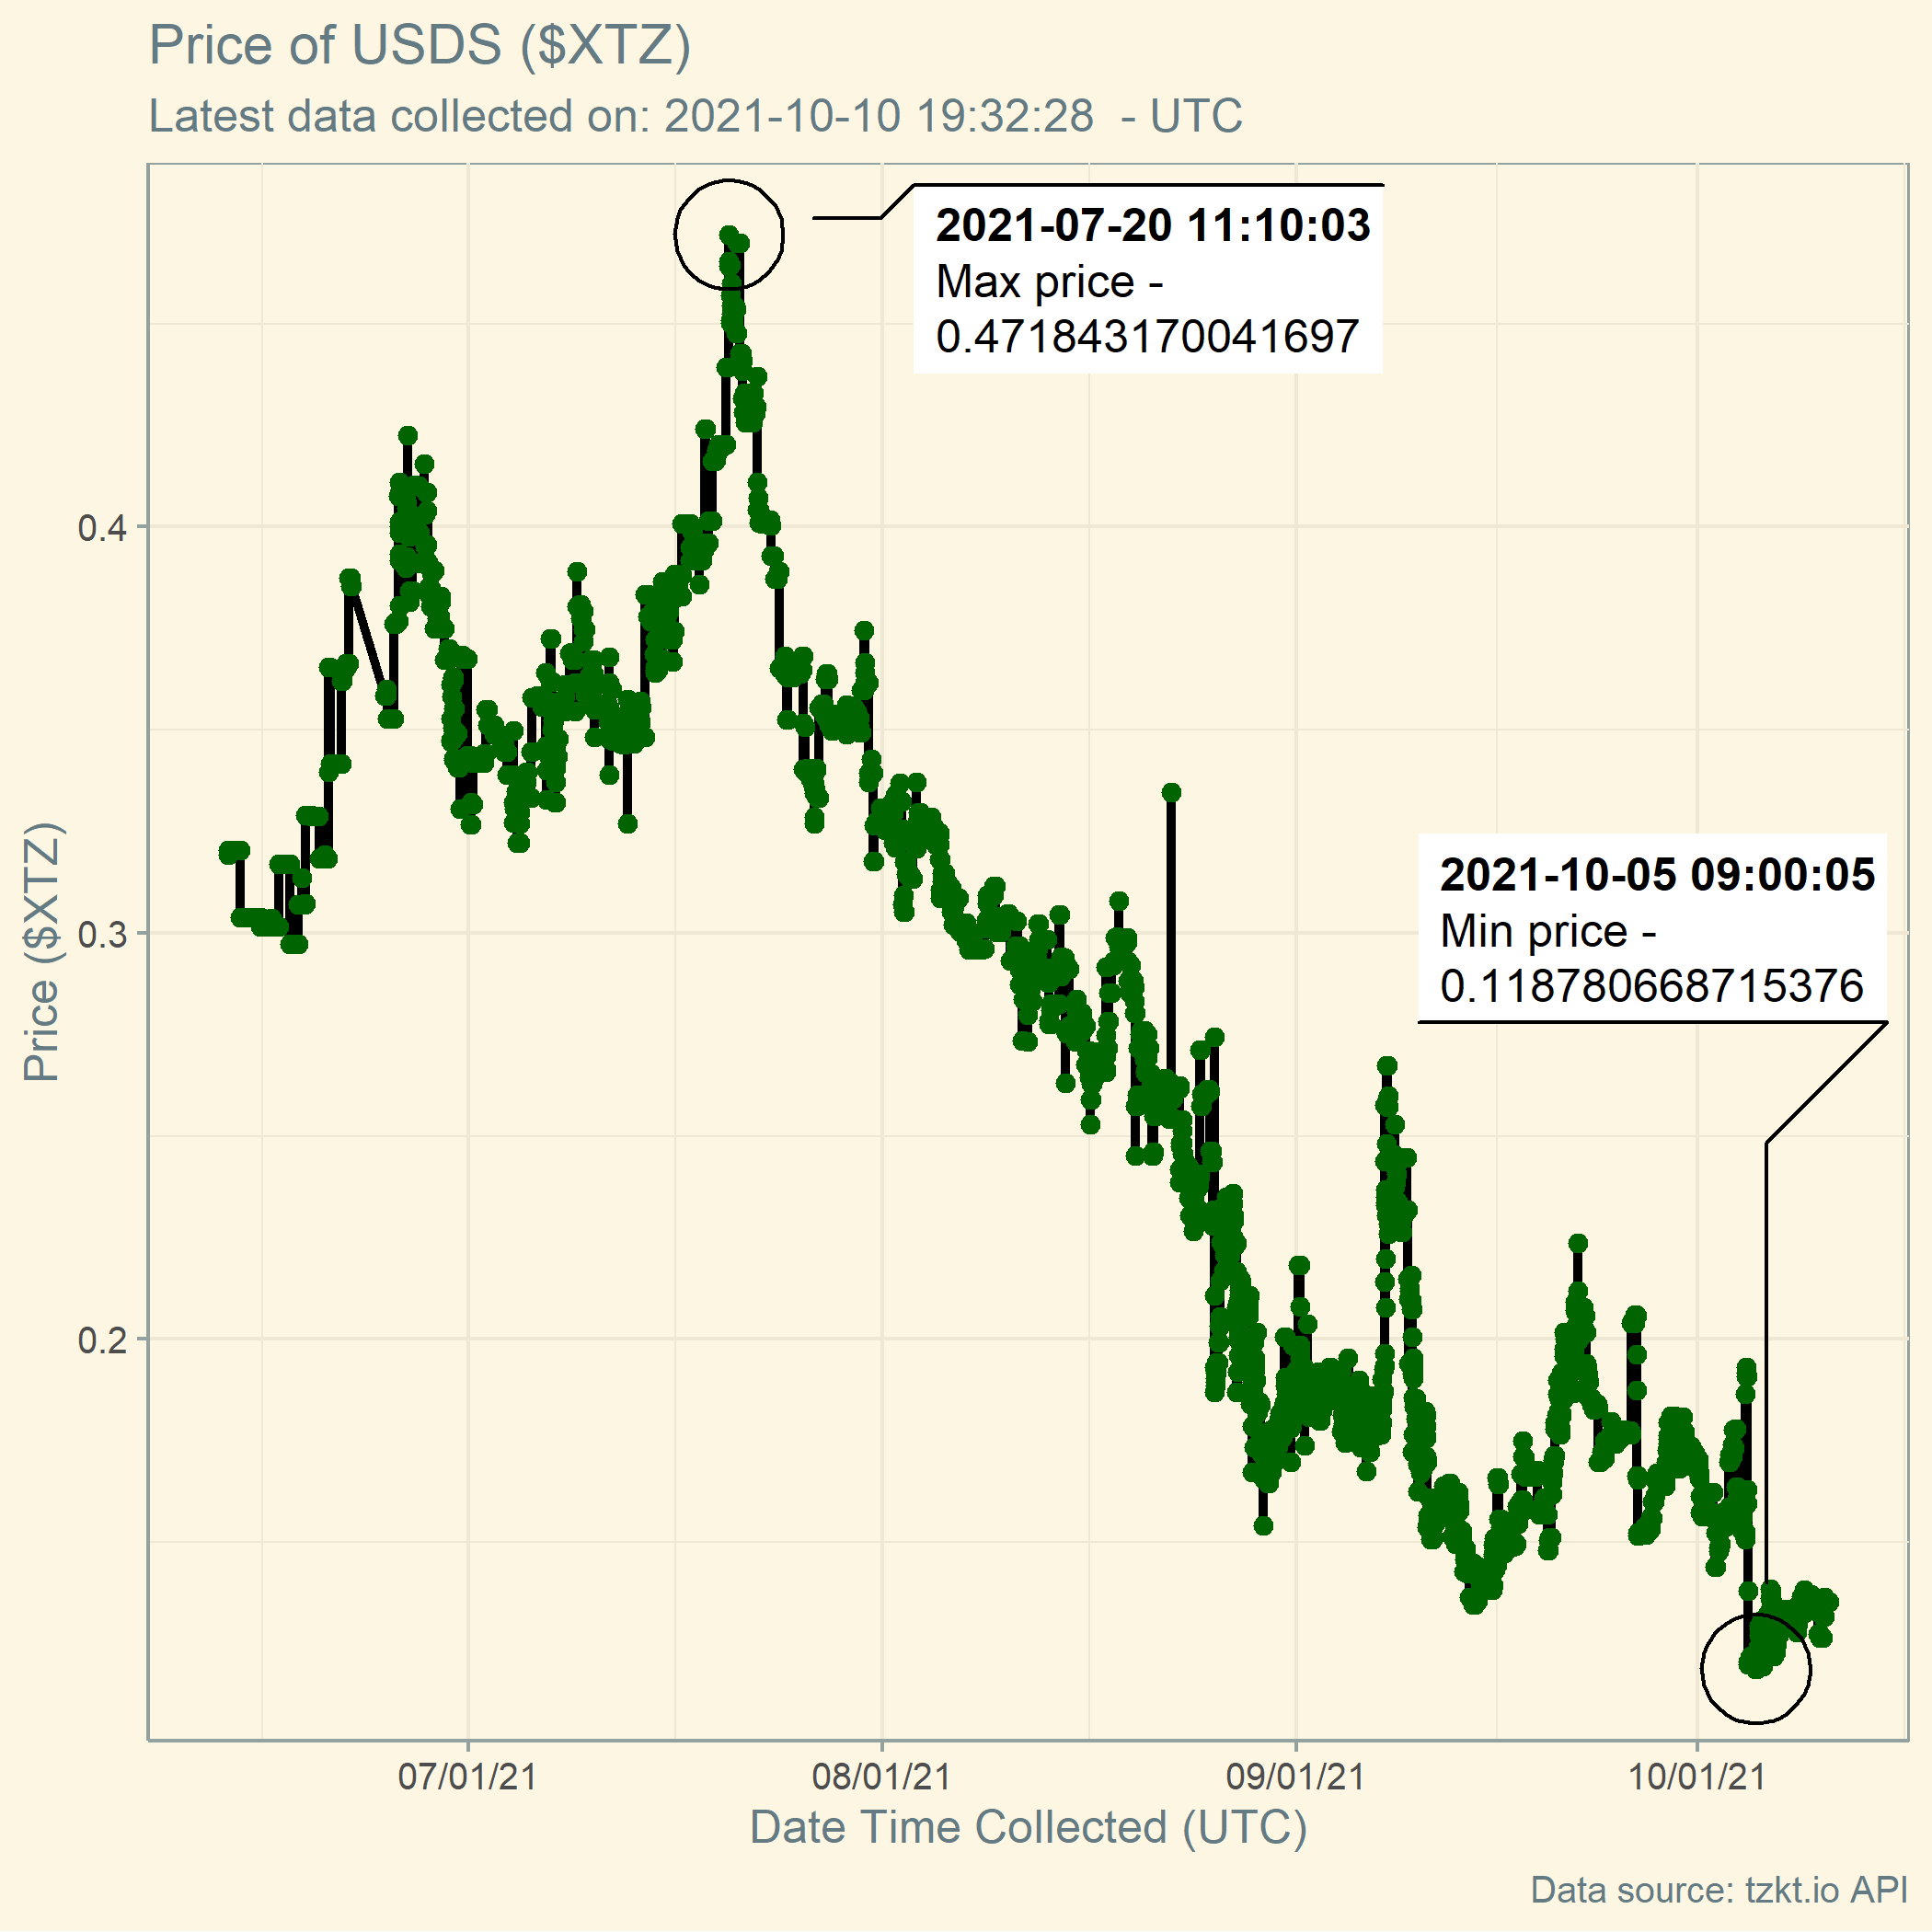 Price of USDS ($XTZ)
Latest data collected on: 2021-10-10 19:32:28  - UTC
2021-07-20 11:10:03
Max price -
0.471843170041697
0.4
2021-10-05 09:00:05
Min price -
0.118780668715376
0.3
0.2
Price ($XTZ)
07/01/21
08/01/21
09/01/21
10/01/21
Date Time Collected (UTC)
Data source: tzkt.io API